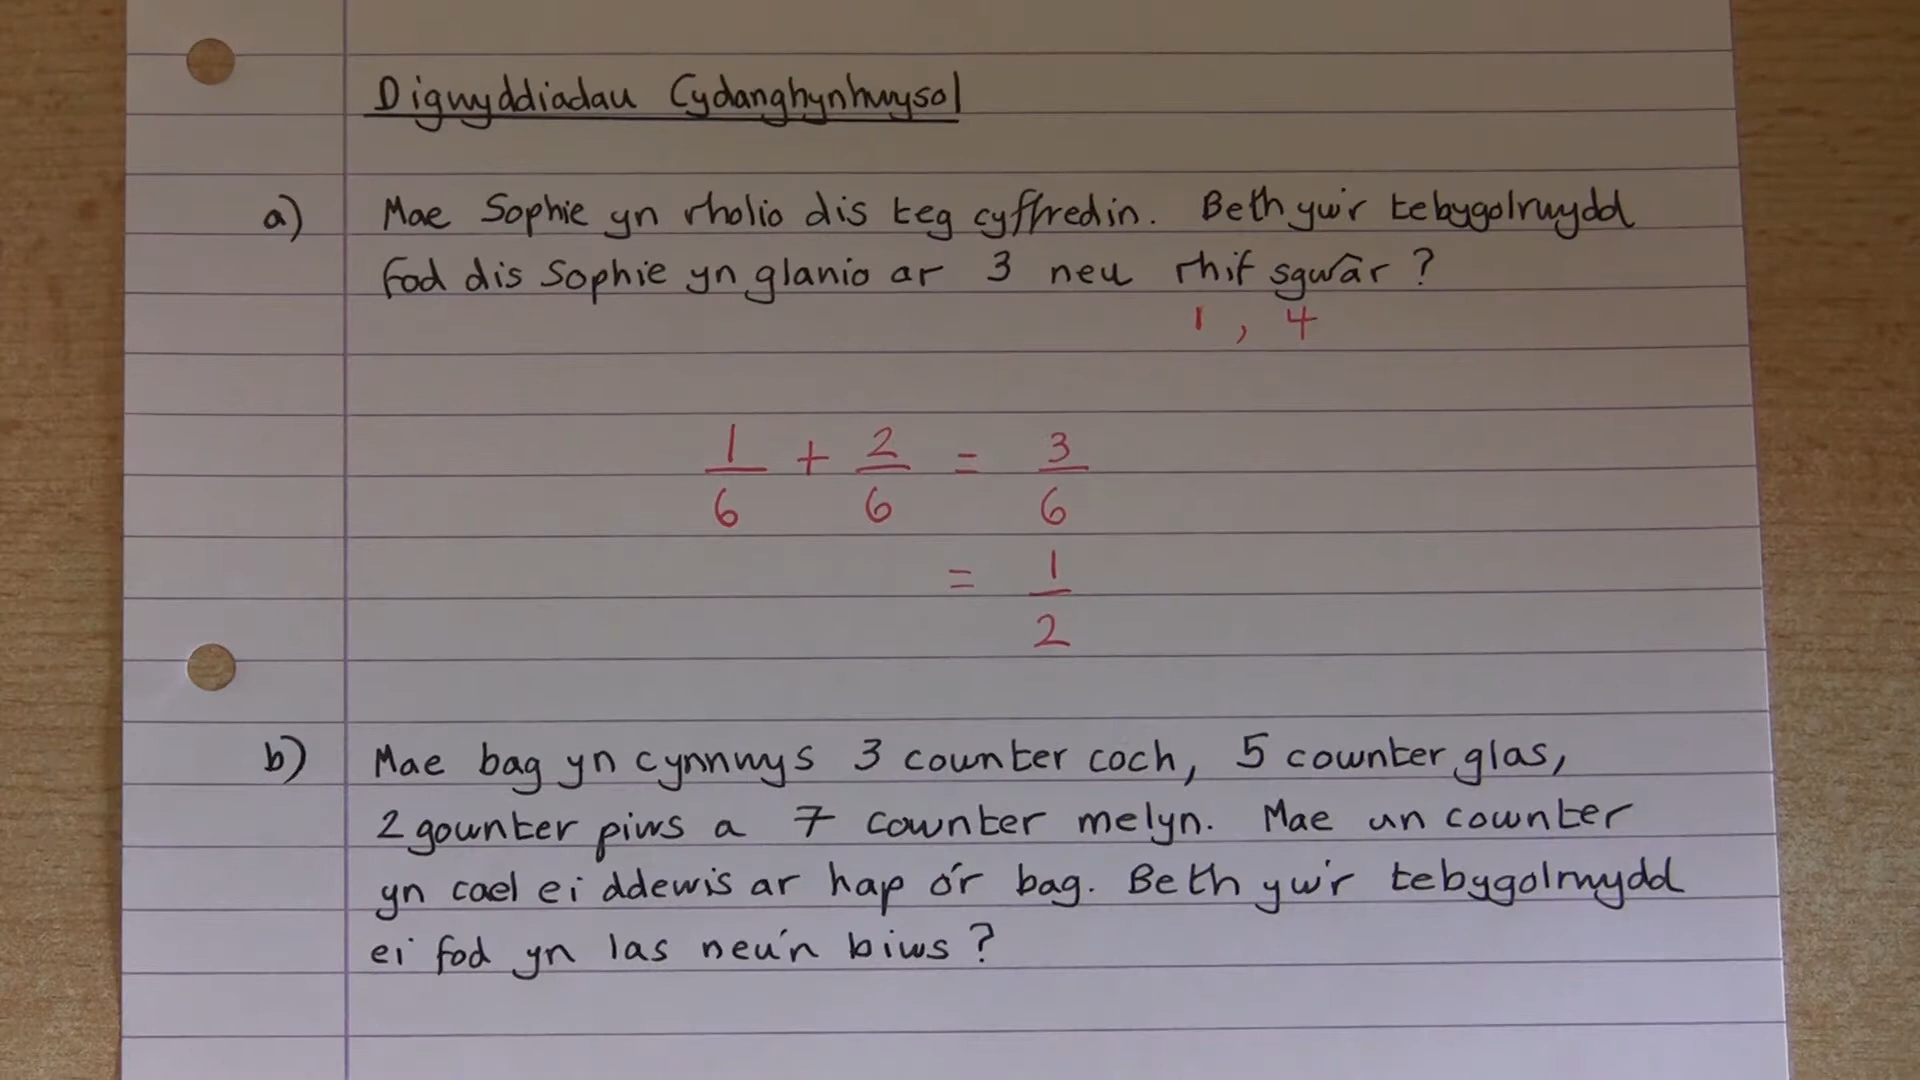 Digwyddiadau Cydanghynhwysol
a) Mae Sophie yn rholio dis teg cyffredin. Beth yw'r tebygolrwydd
fod dis Sophie yn glanio ar 3 neu rhif sgwâr?
1, 4
1/6 + 2/6 = 3/6
= 1/2
b) Mae bag yn cynnwys 3 counter coch, 5 counter glas,
2 gounter piws a 7 counter melyn. Mae un counter
yn cael ei ddewis ar hap o'r bag. Beth yw'r tebygolrwydd
ei fod yn las neu'n biws?